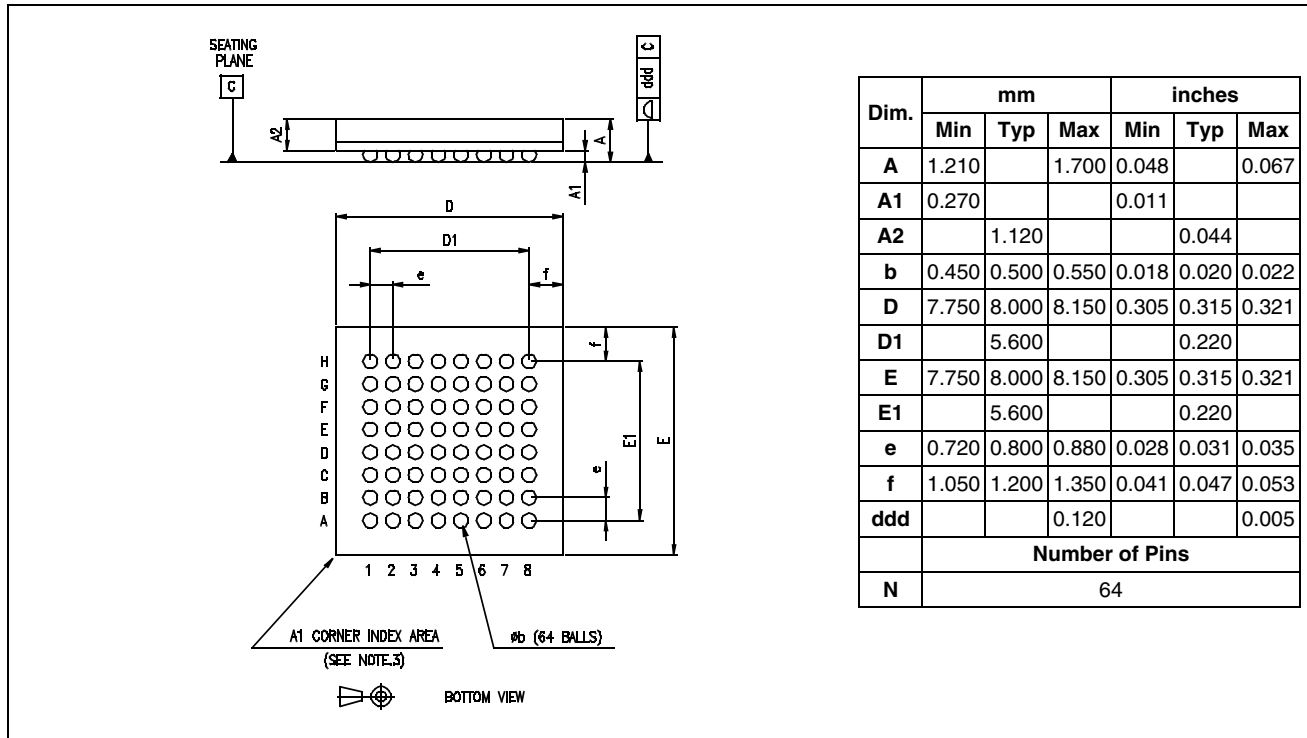 SEATING
PLANE
C
A2
A
A1
ddd C
D
D1
e
f
f
H
G
F
E
D
C
B
A
E1
E
e
1 2 3 4 5 6 7 8
A1 CORNER INDEX AREA
(SEE NOTE.3)
øb (64 BALLS)
BOTTOM VIEW
Dim. mm inches
Min Typ Max Min Typ Max
A 1.210 1.700 0.048 0.067
A1 0.270 0.011
A2 1.120 0.044
b 0.450 0.500 0.550 0.018 0.020 0.022
D 7.750 8.000 8.150 0.305 0.315 0.321
D1 5.600 0.220
E 7.750 8.000 8.150 0.305 0.315 0.321
E1 5.600 0.220
e 0.720 0.800 0.880 0.028 0.031 0.035
f 1.050 1.200 1.350 0.041 0.047 0.053
ddd 0.120 0.005
Number of Pins
N 64